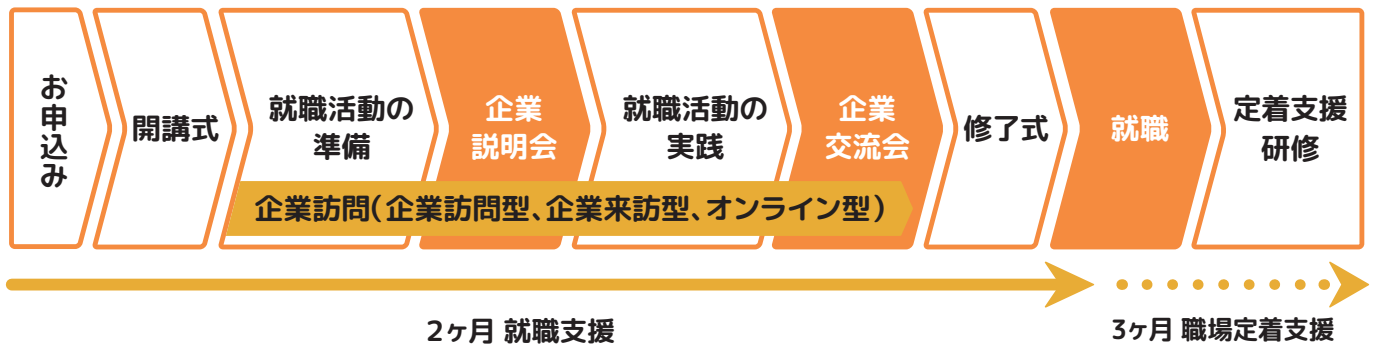 お申込み
開講式
就職活動の
準備
企業
説明会
就職活動の
実践
企業
交流会
修了式
就職
定着支援
研修
企業訪問(企業訪問型、企業来訪型、オンライン型)
2ヶ月 就職支援
3ヶ月 職場定着支援